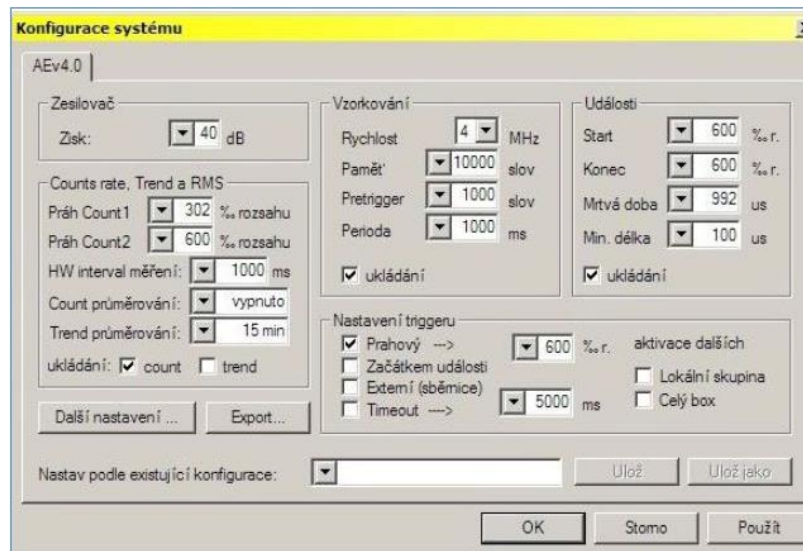 Konfigurace systému
AEv4.0
Zesilovač
Zisk: 40 dB
Counts rate, Trend a RMS
Práh Count1 302 ‰ rozsahu
Práh Count2 600 ‰ rozsahu
HW interval měření: 1000 ms
Count průměrování: vypnuto
Trend průměrování: 15 min
ukládání: count trend
Další nastavení ... Export...
Vzorkování
Rychlost 4 MHz
Paměť 10000 slov
Pretrigger 1000 slov
Perioda 1000 ms
ukládání
Události
Start 600 ‰ r.
Konec 600 ‰ r.
Mrtvá doba 992 us
Min. délka 100 us
ukládání
Nastavení triggeru
Prahový ---> 600 ‰ r. aktivace dalších
Začátkem události Lokální skupina
Externí (sběrnice) Celý box
Timeout ----> 5000 ms
Nastav podle existující konfigurace: Ulož Ulož jako
OK Storno Použít